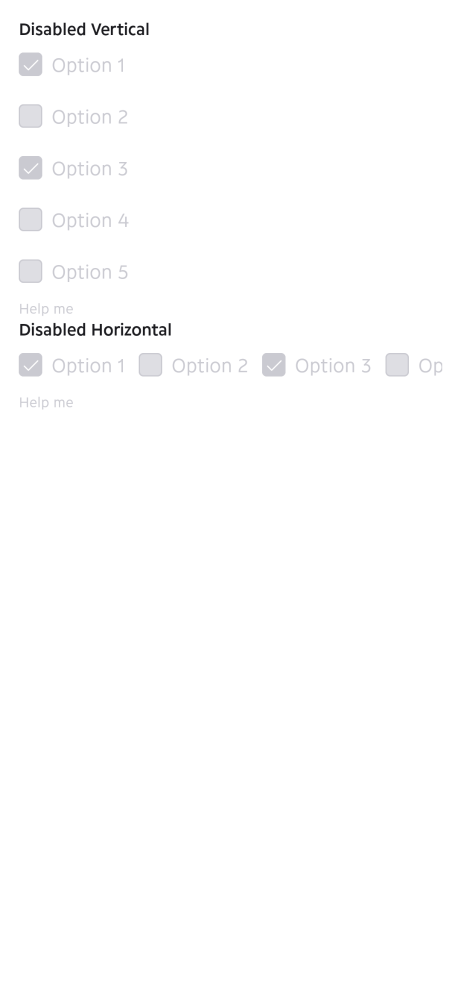 Disabled Vertical
Option 1
Option 2
Option 3
Option 4
Option 5
Help me
Disabled Horizontal
Option 1 Option 2 Option 3 Op
Help me